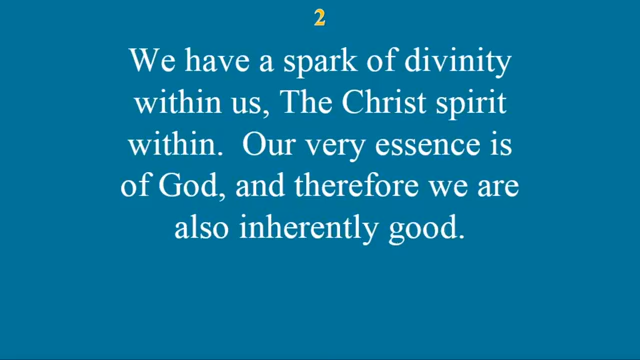 2
We have a spark of divinity
within us, The Christ spirit
within.  Our very essence is
of God, and therefore we are
also inherently good.